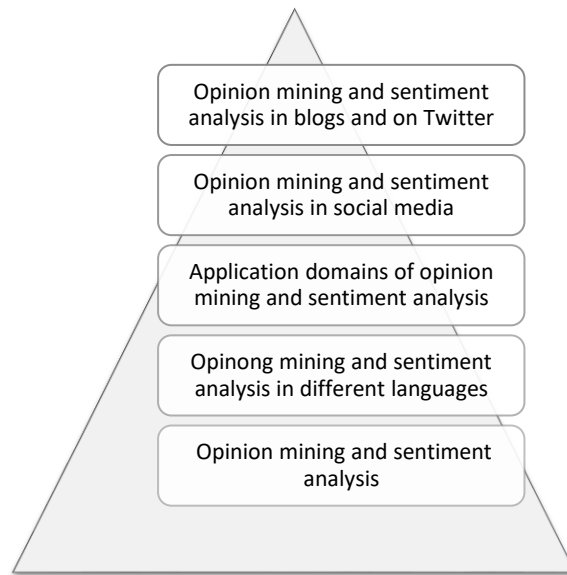 Opinion mining and sentiment
analysis in blogs and on Twitter
Opinion mining and sentiment
analysis in social media
Application domains of opinion
mining and sentiment analysis
Opinong mining and sentiment
analysis in different languages
Opinion mining and sentiment
analysis